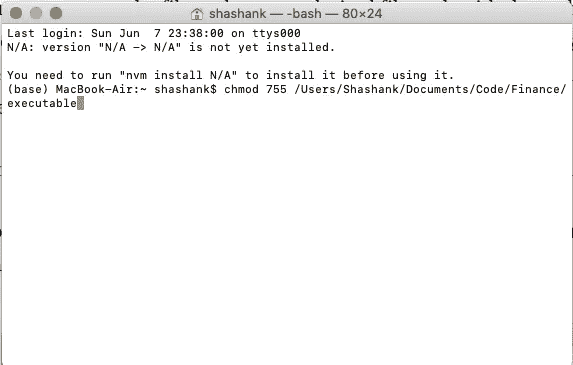 shashank — -bash — 80×24
Last login: Sun Jun  7 23:38:00 on ttys000
N/A: version "N/A -> N/A" is not yet installed.
You need to run "nvm install N/A" to install it before using it.
(base) MacBook-Air:~ shashank$ chmod 755 /Users/Shashank/Documents/Code/Finance/
executable